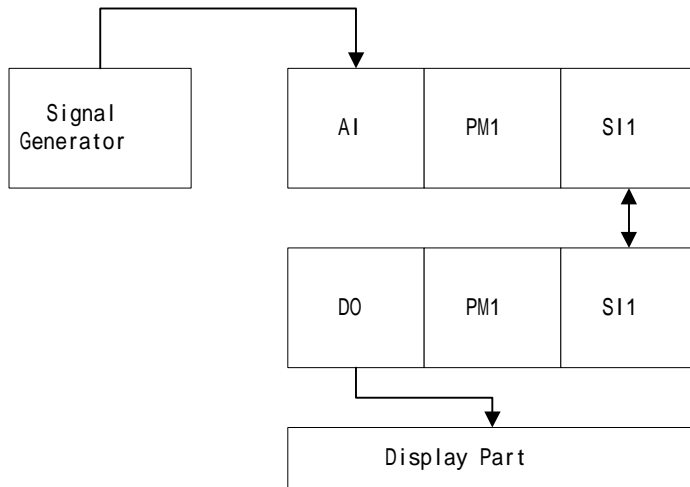 Signal
Generator
AI PM1 SI1
DO PM1 SI1
Display Part